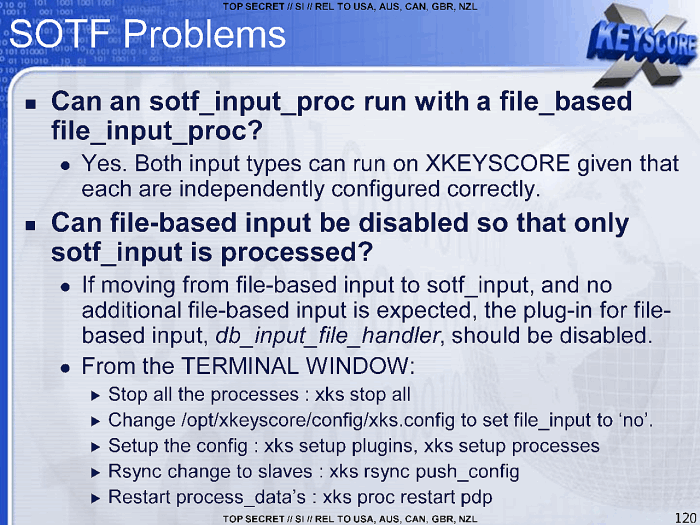 TOP SECRET // SI // REL TO USA, AUS, CAN, GBR, NZL
SOTF Problems
X
KEYSCORE
Can an sotf_input_proc run with a file_based
file_input_proc?
Yes. Both input types can run on XKEYSCORE given that
each are independently configured correctly.
Can file-based input be disabled so that only
sotf_input is processed?
If moving from file-based input to sotf_input, and no
additional file-based input is expected, the plug-in for file-
based input, db_input_file_handler, should be disabled.
From the TERMINAL WINDOW:
Stop all the processes : xks stop all
Change /opt/xkeyscore/config/xks.config to set file_input to ‘no’.
Setup the config : xks setup plugins, xks setup processes
Rsync change to slaves : xks rsync push_config
Restart process_data’s : xks proc restart pdp
TOP SECRET // SI // REL TO USA, AUS, CAN, GBR, NZL
120